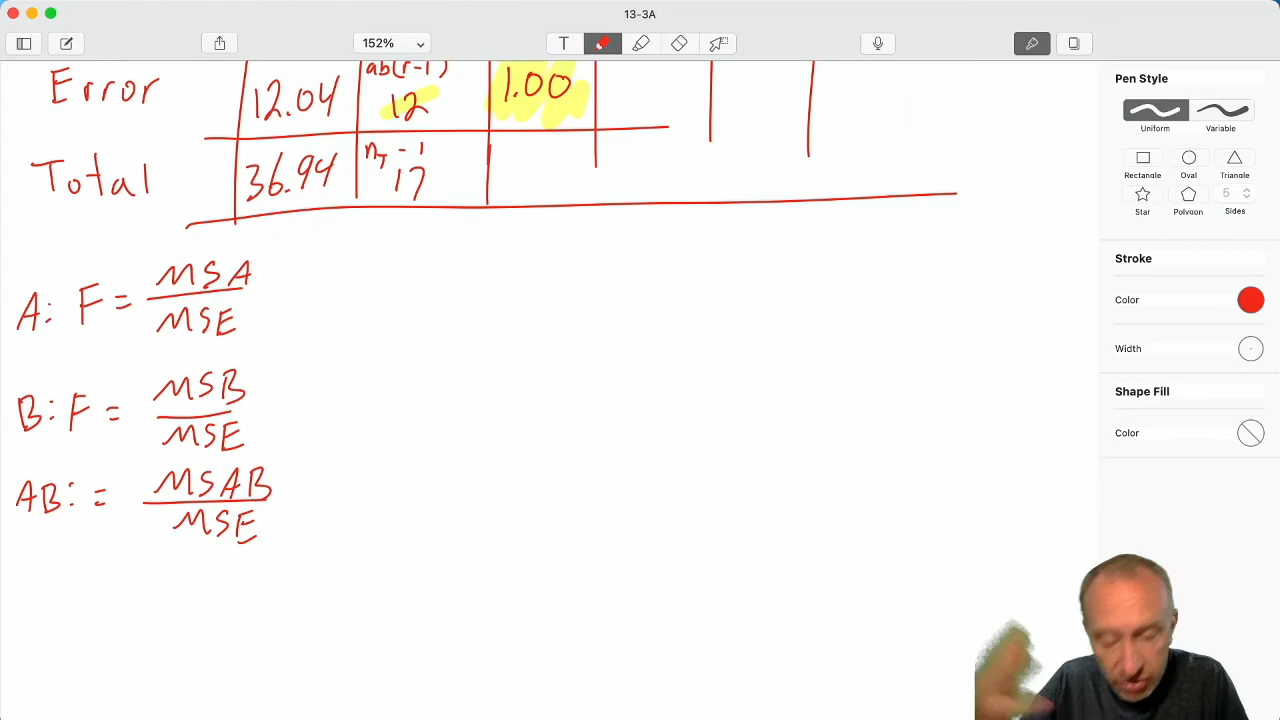 13-3A
152%
T
Pen Style
Uniform Variable
Rectangle Oval Triangle
5
Star Polygon Sides
Stroke
Color
Width
Shape Fill
Color
Error 12.04 ab(r-1) 12 1.00
Total 36.94 nT -1 17
A: F = MSA / MSE
B: F = MSB / MSE
AB: = MSAB / MSE